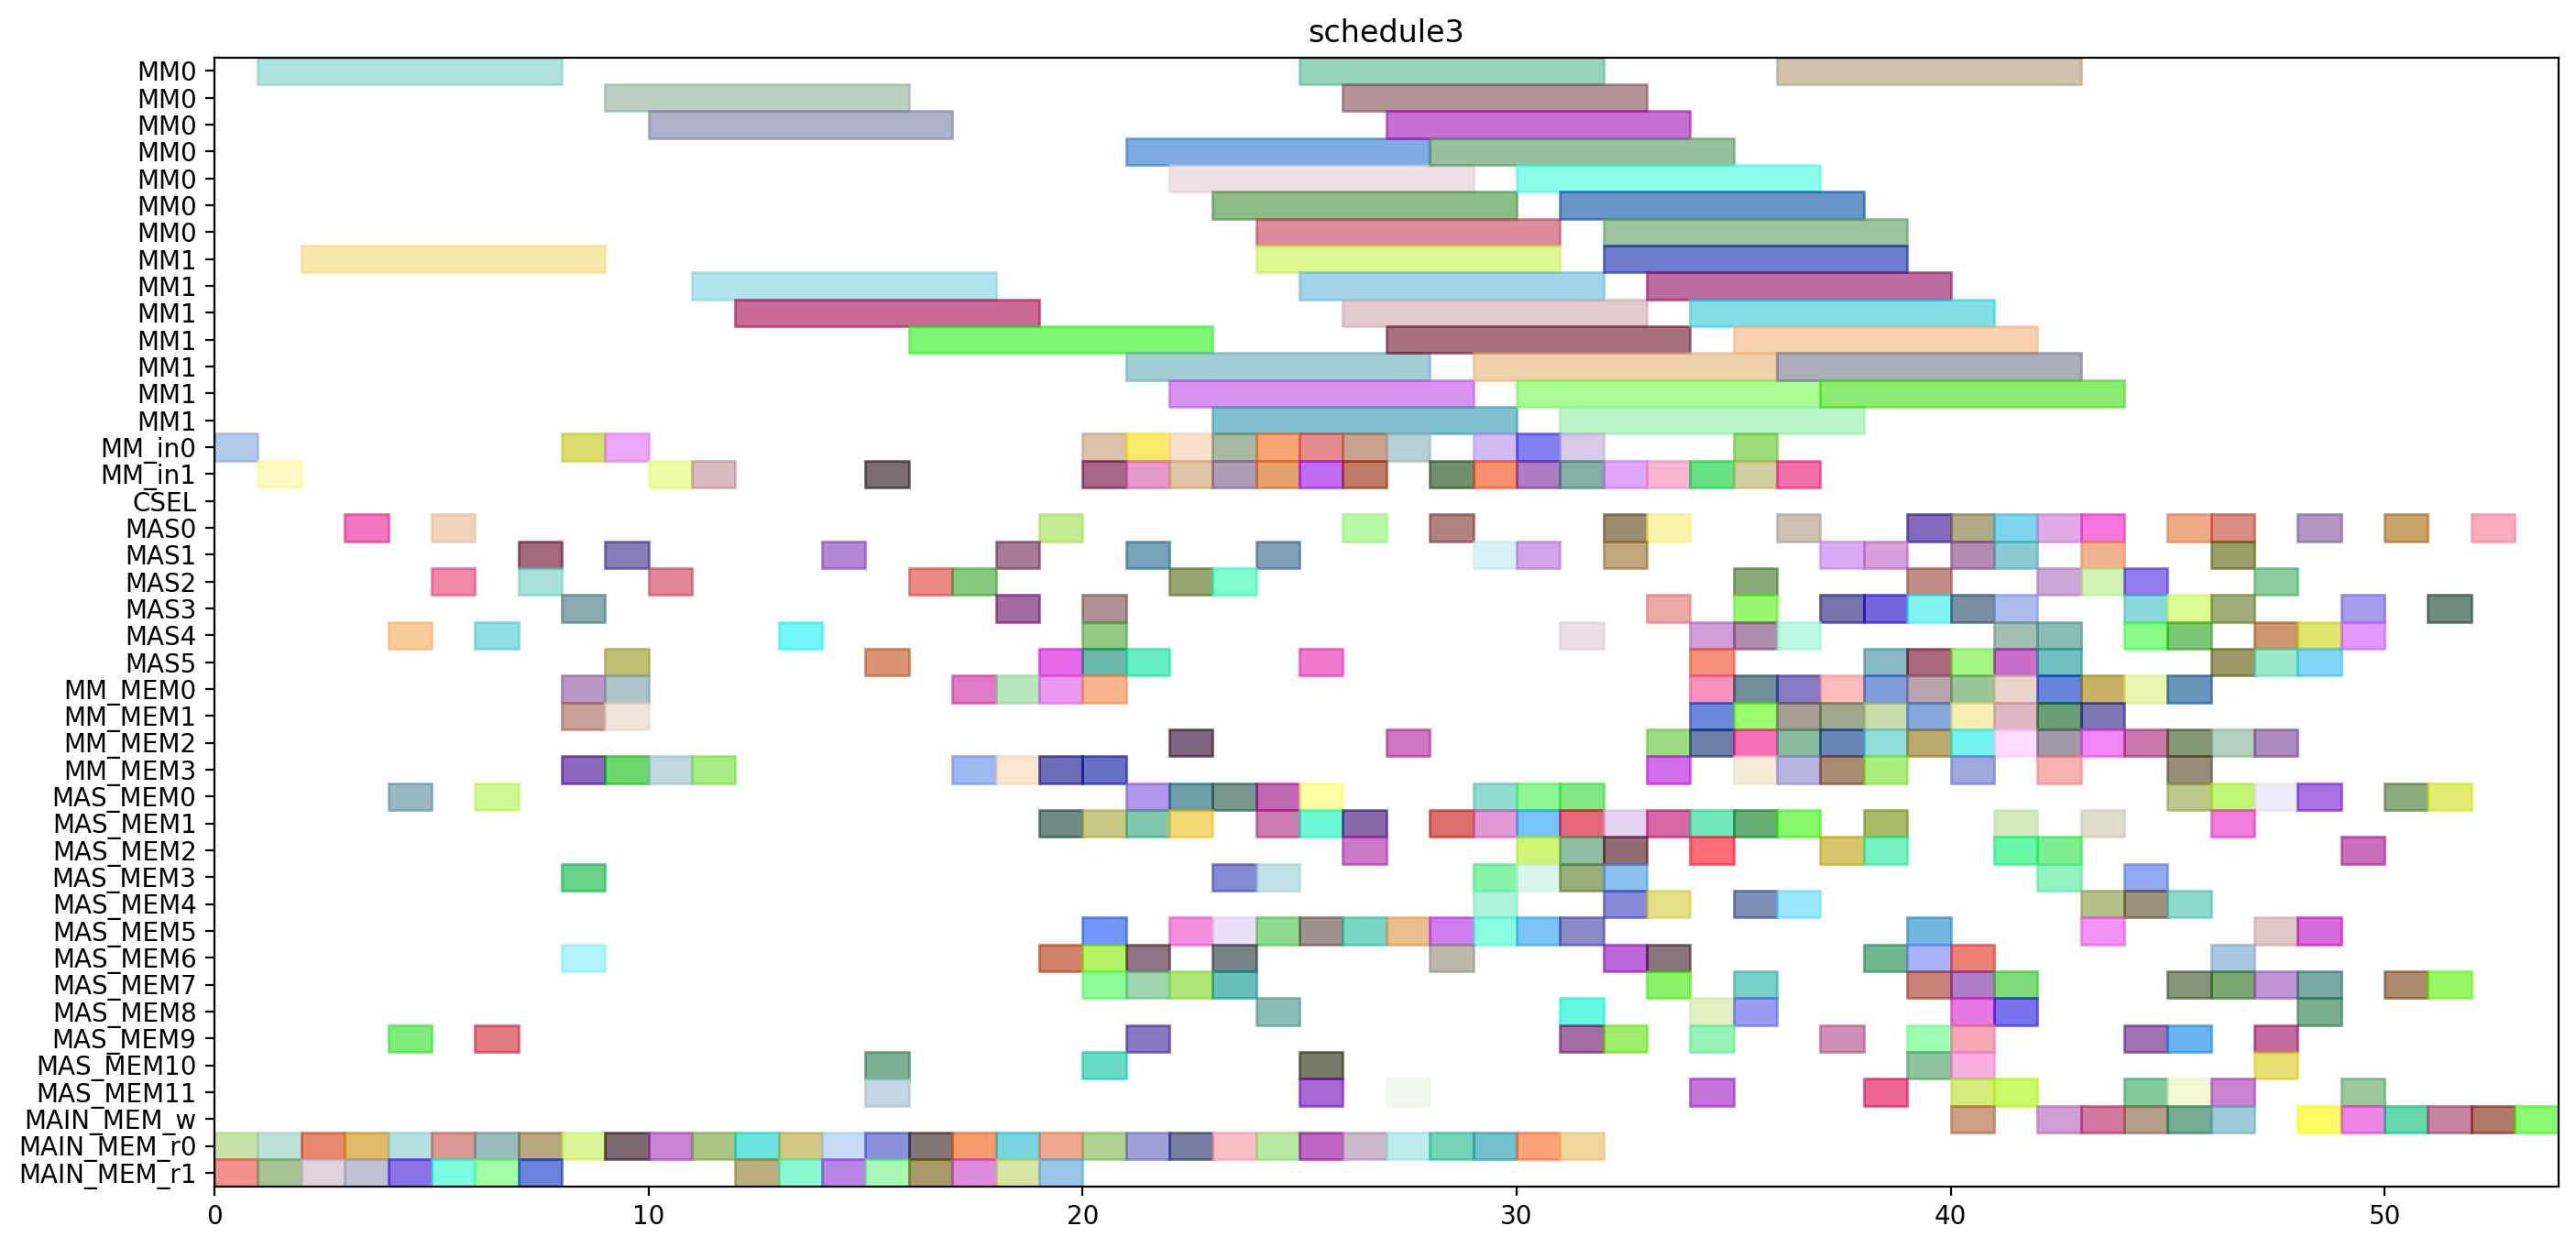 schedule3
MM0
MM0
MM0
MM0
MM0
MM0
MM0
MM1
MM1
MM1
MM1
MM1
MM1
MM1
MM_in0
MM_in1
CSEL
MAS0
MAS1
MAS2
MAS3
MAS4
MAS5
MM_MEM0
MM_MEM1
MM_MEM2
MM_MEM3
MAS_MEM0
MAS_MEM1
MAS_MEM2
MAS_MEM3
MAS_MEM4
MAS_MEM5
MAS_MEM6
MAS_MEM7
MAS_MEM8
MAS_MEM9
MAS_MEM10
MAS_MEM11
MAIN_MEM_w
MAIN_MEM_r0
MAIN_MEM_r1
0 10 20 30 40 50